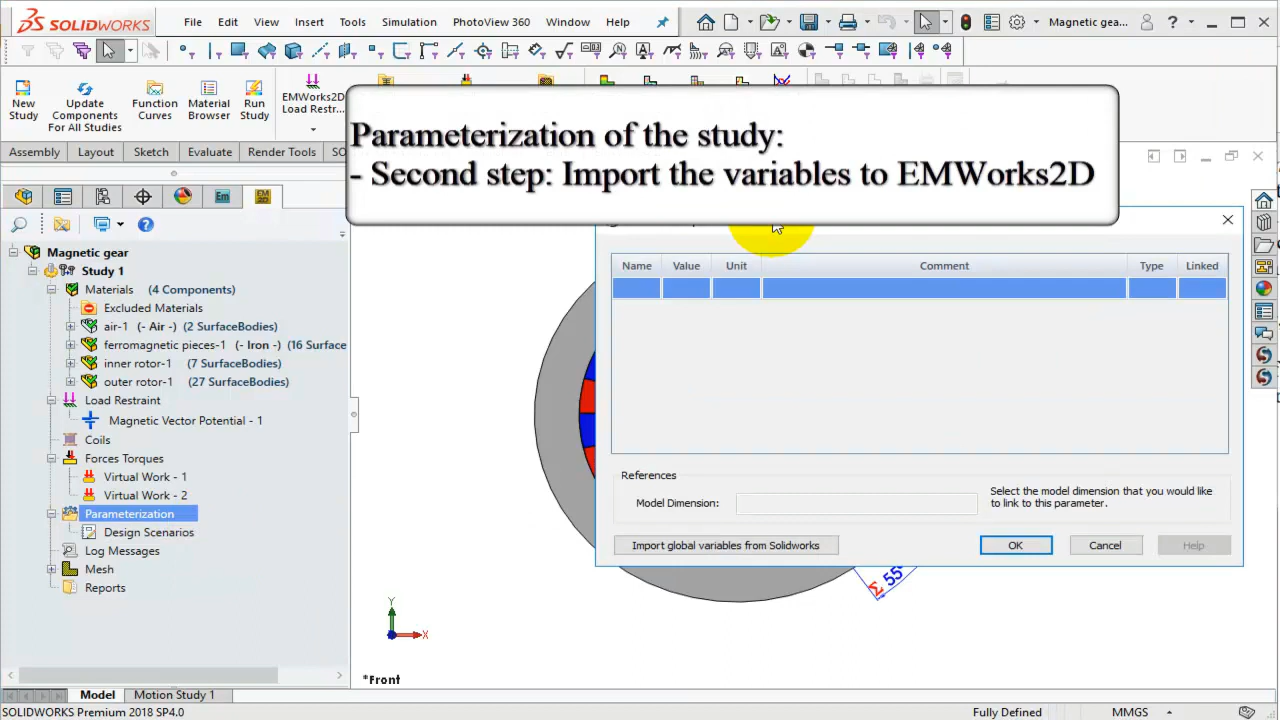 SOLIDWORKS
File Edit View Insert Tools Simulation PhotoView 360 Window Help
Magnetic gear...
New Study
Update Components For All Studies
Function Curves
Material Browser
Run Study
EMWorks2D Load Restr...
Assembly Layout Sketch Evaluate Render Tools SO
Parameterization of the study:
- Second step: Import the variables to EMWorks2D
Magnetic gear
Study 1
Materials (4 Components)
Excluded Materials
air-1 (- Air -) (2 SurfaceBodies)
ferromagnetic pieces-1 (- Iron -) (16 Surface
inner rotor-1 (7 SurfaceBodies)
outer rotor-1 (27 SurfaceBodies)
Load Restraint
Magnetic Vector Potential - 1
Coils
Forces Torques
Virtual Work - 1
Virtual Work - 2
Parameterization
Design Scenarios
Log Messages
Mesh
Reports
Name Value Unit Comment Type Linked
References
Model Dimension:
Select the model dimension that you would like
to link to this parameter.
Import global variables from Solidworks
OK Cancel Help
Σ 55°
Y
X
*Front
Model Motion Study 1
SOLIDWORKS Premium 2018 SP4.0
Fully Defined MMGS